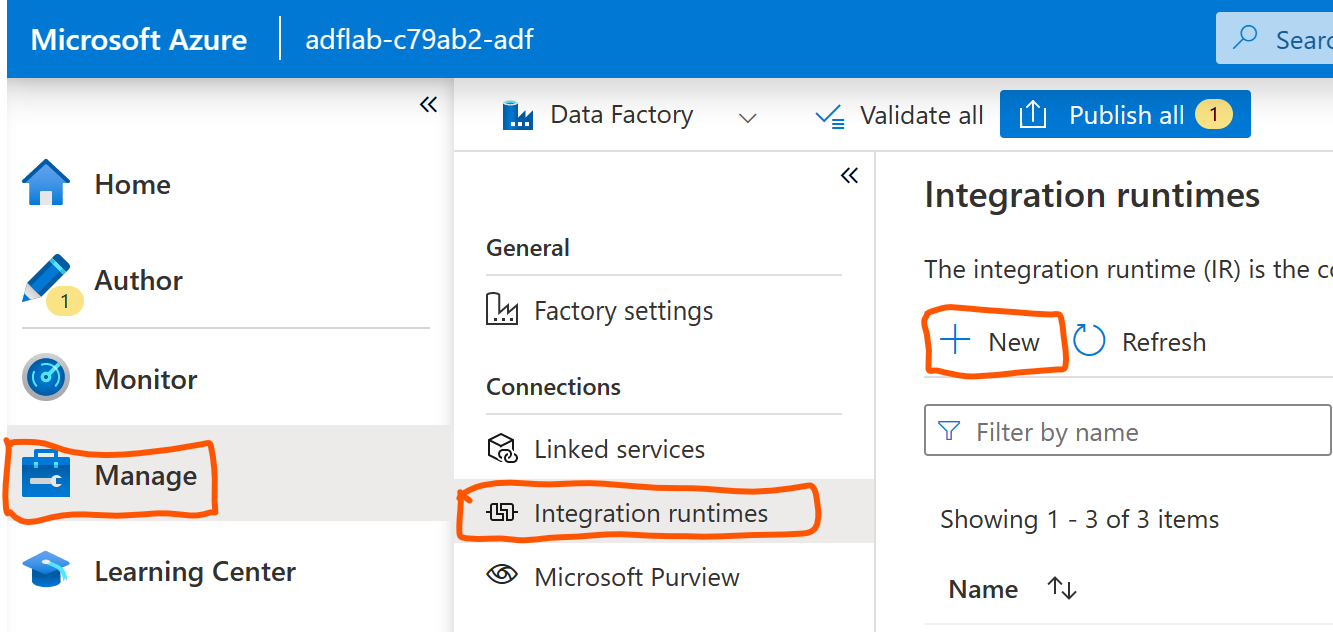 Microsoft Azure adflab-c79ab2-adf
Data Factory Validate all Publish all 1
Home
Author
1
Monitor
Manage
Learning Center
General
Factory settings
Connections
Linked services
Integration runtimes
Microsoft Purview
Integration runtimes
The integration runtime (IR) is the
New Refresh
Filter by name
Showing 1 - 3 of 3 items
Name